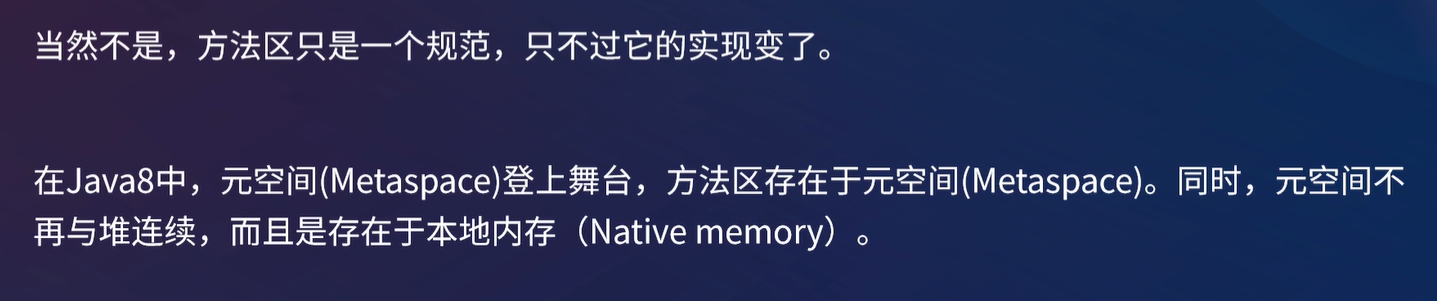 当然不是，方法区只是一个规范，只不过它的实现变了。
在Java8中，元空间(Metaspace)登上舞台，方法区存在于元空间(Metaspace)。同时，元空间不
再与堆连续，而且是存在于本地内存（Native memory）。